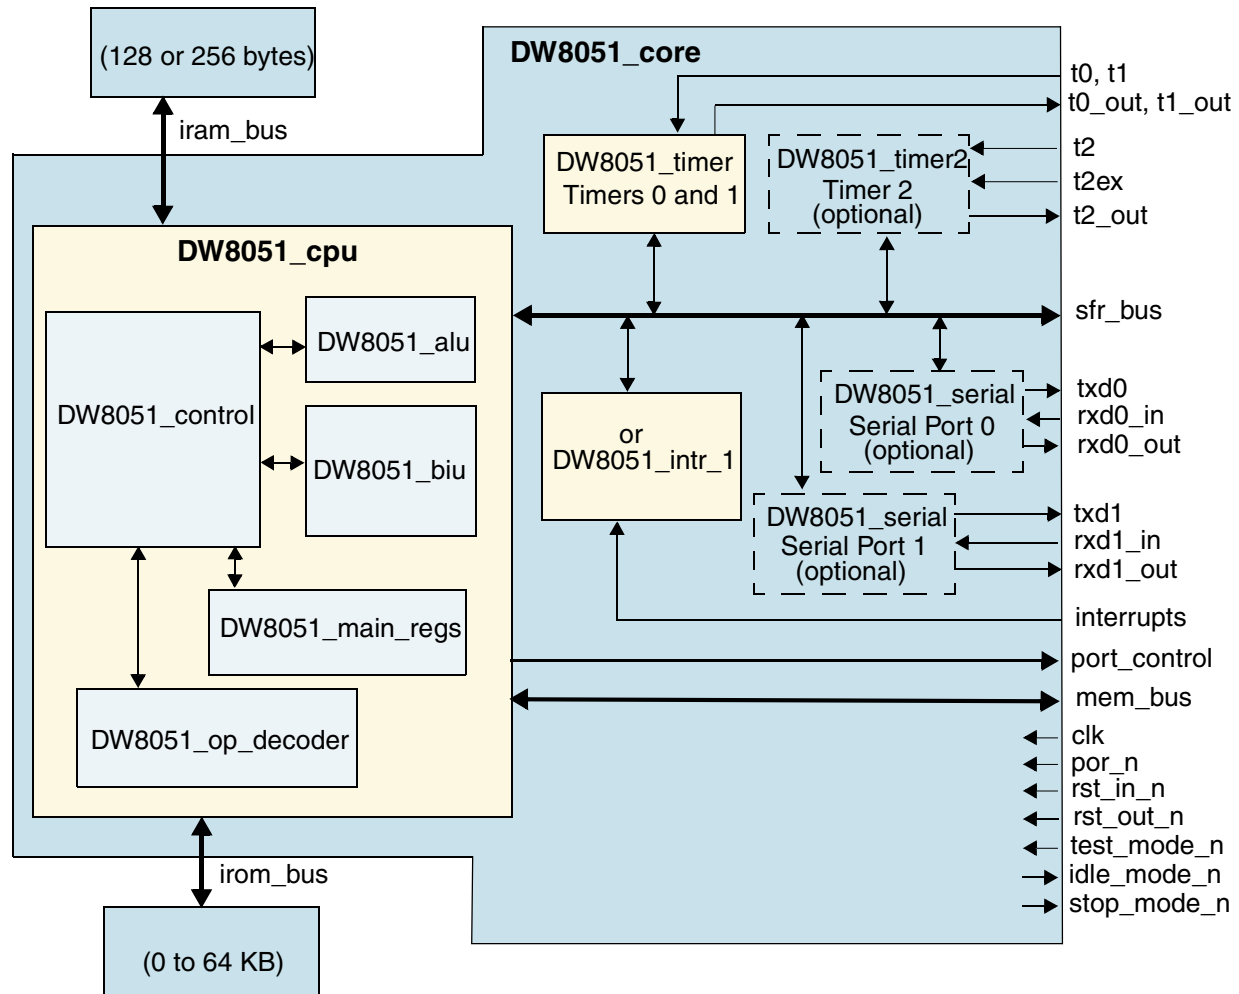 (128 or 256 bytes)
iram_bus
DW8051_core
t0, t1
t0_out, t1_out
DW8051_timer
Timers 0 and 1
DW8051_timer2
Timer 2
(optional)
t2
t2ex
t2_out
DW8051_cpu
DW8051_control
DW8051_alu
DW8051_biu
DW8051_main_regs
DW8051_op_decoder
sfr_bus
or
DW8051_intr_1
DW8051_serial
Serial Port 0
(optional)
txd0
rxd0_in
rxd0_out
DW8051_serial
Serial Port 1
(optional)
txd1
rxd1_in
rxd1_out
interrupts
port_control
mem_bus
clk
por_n
rst_in_n
rst_out_n
test_mode_n
idle_mode_n
stop_mode_n
irom_bus
(0 to 64 KB)